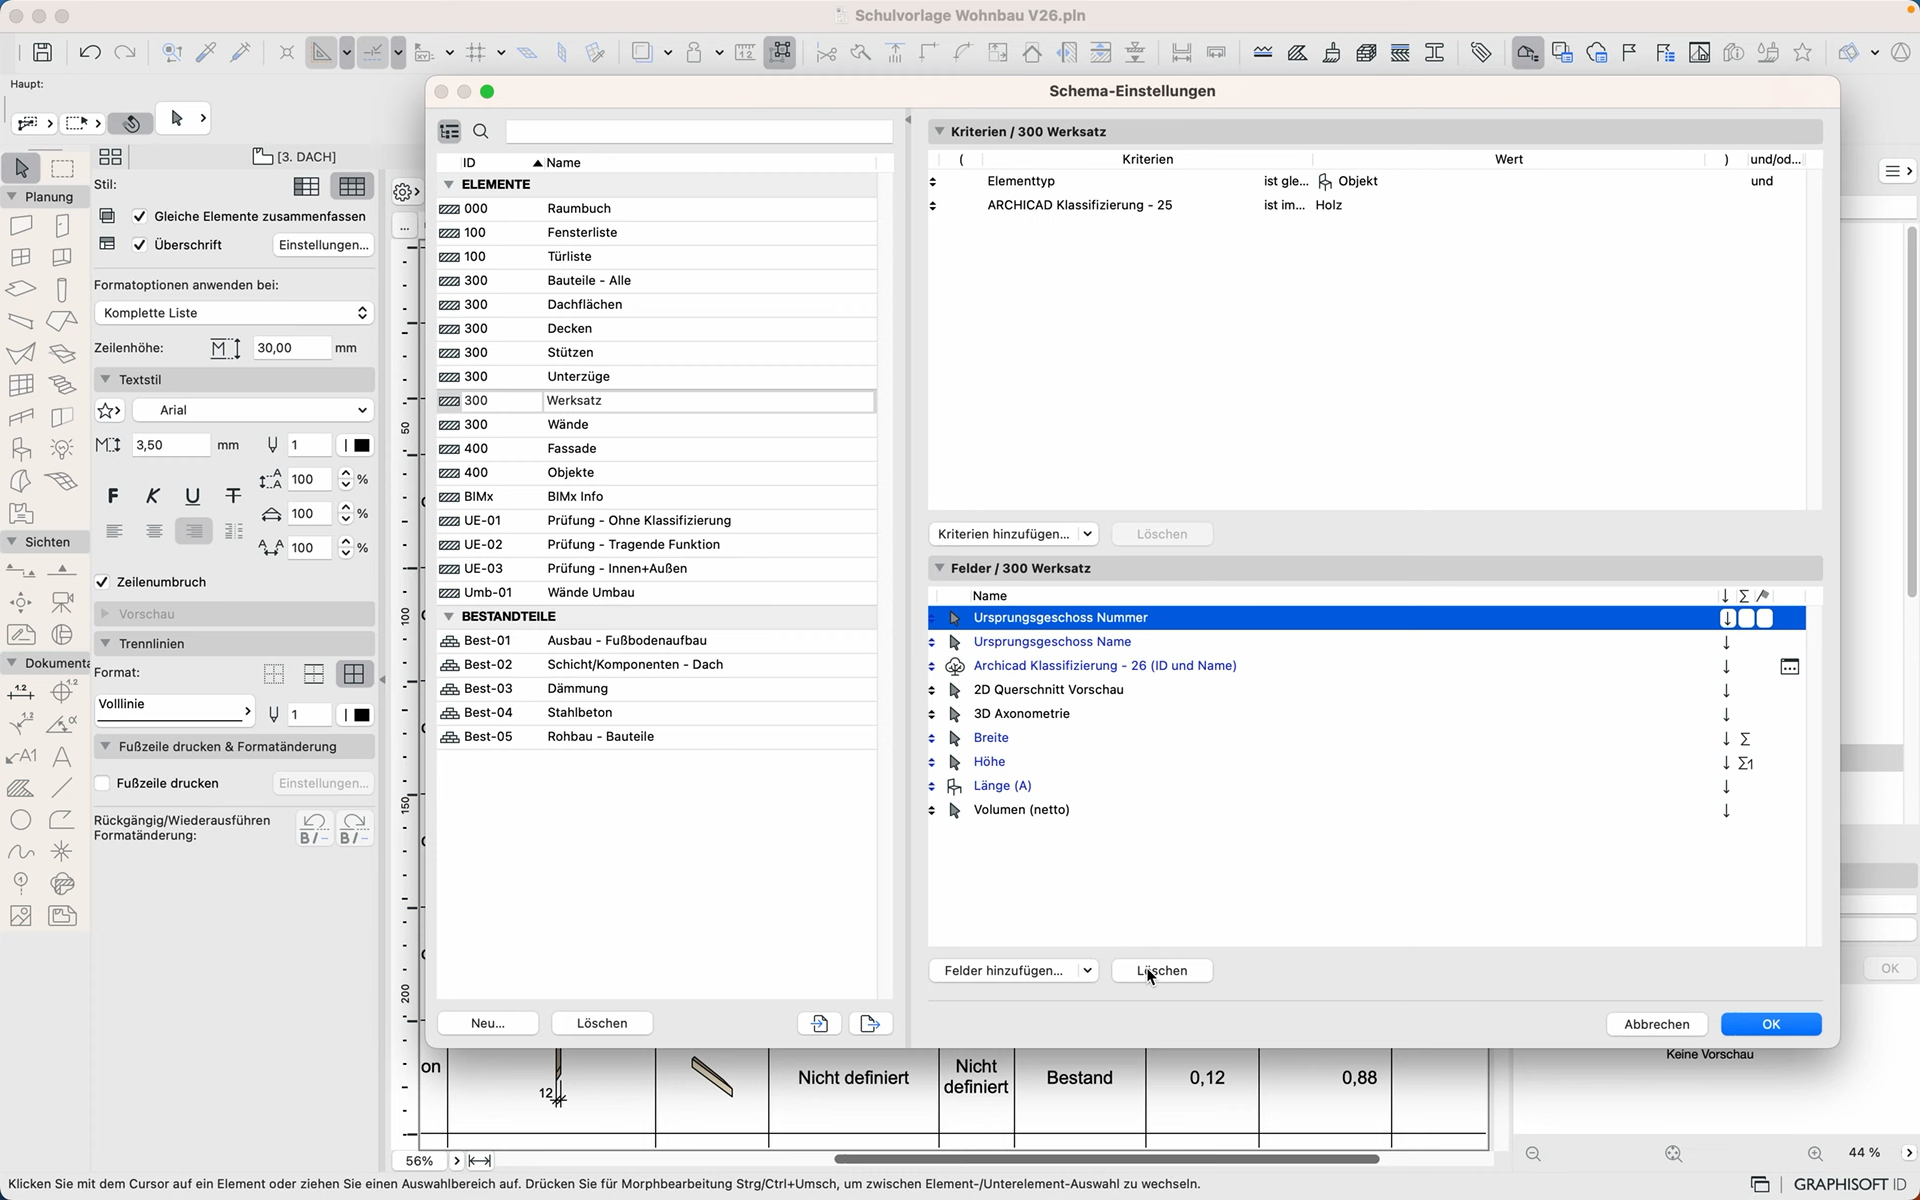 Schulvorlage Wohnbau V26.pln
Haupt:
[3. DACH]
Planung
Stil:
Gleiche Elemente zusammenfassen
Überschrift
Einstellungen...
Formatoptionen anwenden bei:
Komplette Liste
Zeilenhöhe:
30,00
mm
Textstil
Arial
3,50
mm
1
100
%
F K U T
100
%
100
%
Zeilenumbruch
Vorschau
Trennlinien
Format:
Volllinie
1
Fußzeile drucken & Formatänderung
Fußzeile drucken
Einstellungen...
Rückgängig/Wiederausführen
Formatänderung:
Sichten
Dokumenta
Schema-Einstellungen
ID
Name
ELEMENTE
000 Raumbuch
100 Fensterliste
100 Türliste
300 Bauteile - Alle
300 Dachflächen
300 Decken
300 Stützen
300 Unterzüge
300 Werksatz
300 Wände
400 Fassade
400 Objekte
BIMx BIMx Info
UE-01 Prüfung - Ohne Klassifizierung
UE-02 Prüfung - Tragende Funktion
UE-03 Prüfung - Innen+Außen
Umb-01 Wände Umbau
BESTANDTEILE
Best-01 Ausbau - Fußbodenaufbau
Best-02 Schicht/Komponenten - Dach
Best-03 Dämmung
Best-04 Stahlbeton
Best-05 Rohbau - Bauteile
Neu...
Löschen
Kriterien / 300 Werksatz
( Kriterien Wert ) und/od...
Elementtyp ist gle... Objekt und
ARCHICAD Klassifizierung - 25 ist im... Holz
Kriterien hinzufügen...
Löschen
Felder / 300 Werksatz
Name
Ursprungsgeschoss Nummer
Ursprungsgeschoss Name
Archicad Klassifizierung - 26 (ID und Name)
2D Querschnitt Vorschau
3D Axonometrie
Breite
Höhe
Länge (A)
Volumen (netto)
Felder hinzufügen...
Löschen
Abbrechen
OK
OK
50
100
150
200
on
12
Nicht definiert
Nicht
definiert
Bestand
0,12
0,88
Keine Vorschau
56%
44 %
Klicken Sie mit dem Cursor auf ein Element oder ziehen Sie einen Auswahlbereich auf. Drücken Sie für Morphbearbeitung Strg/Ctrl+Umsch, um zwischen Element-/Unterelement-Auswahl zu wechseln.
GRAPHISOFT ID